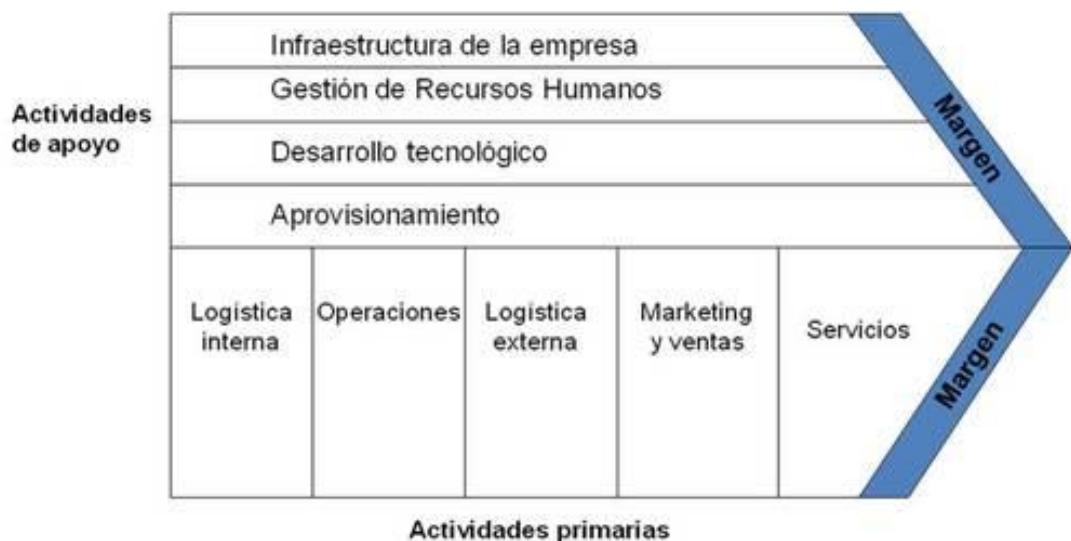 Infraestructura de la empresa
Gestión de Recursos Humanos
Actividades
de apoyo
Desarrollo tecnológico
Aprovisionamiento
Margen
Logística
interna
Operaciones
Logística
externa
Marketing
y ventas
Servicios
Margen
Actividades primarias